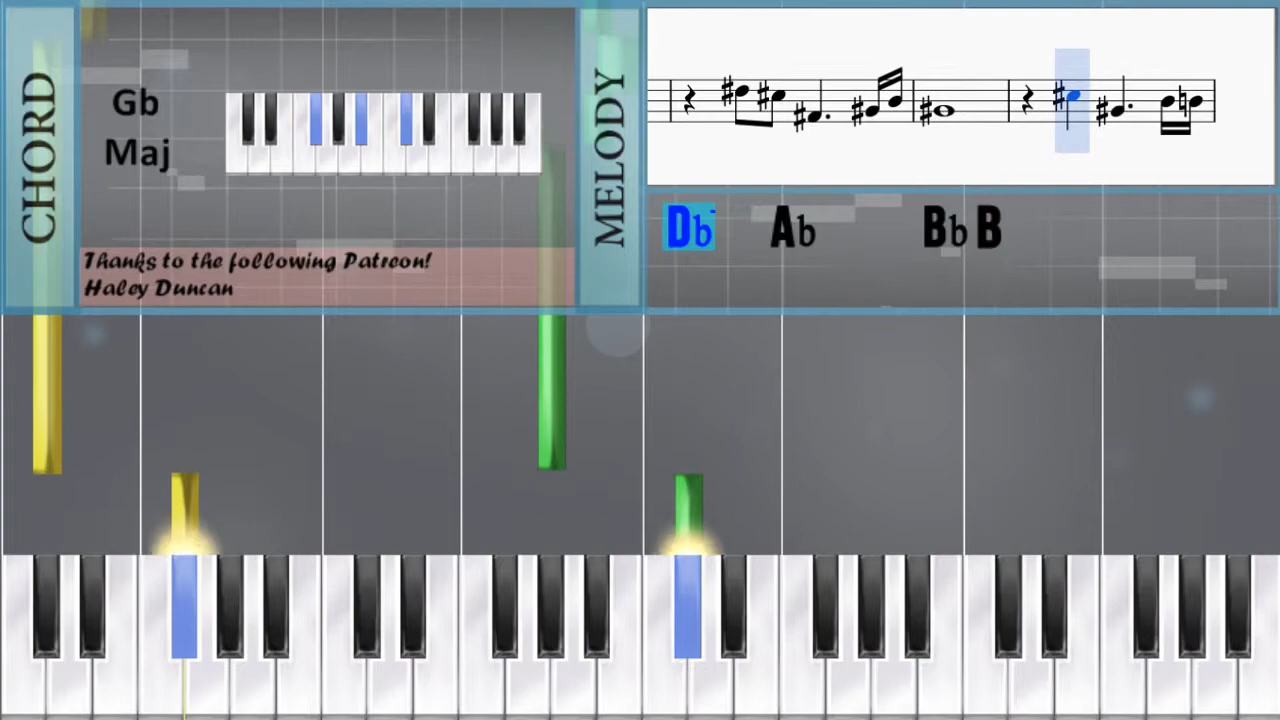 CHORD
Gb
Maj
MELODY
Thanks to the following Patreon!
Haley Duncan
Db Ab Bb B